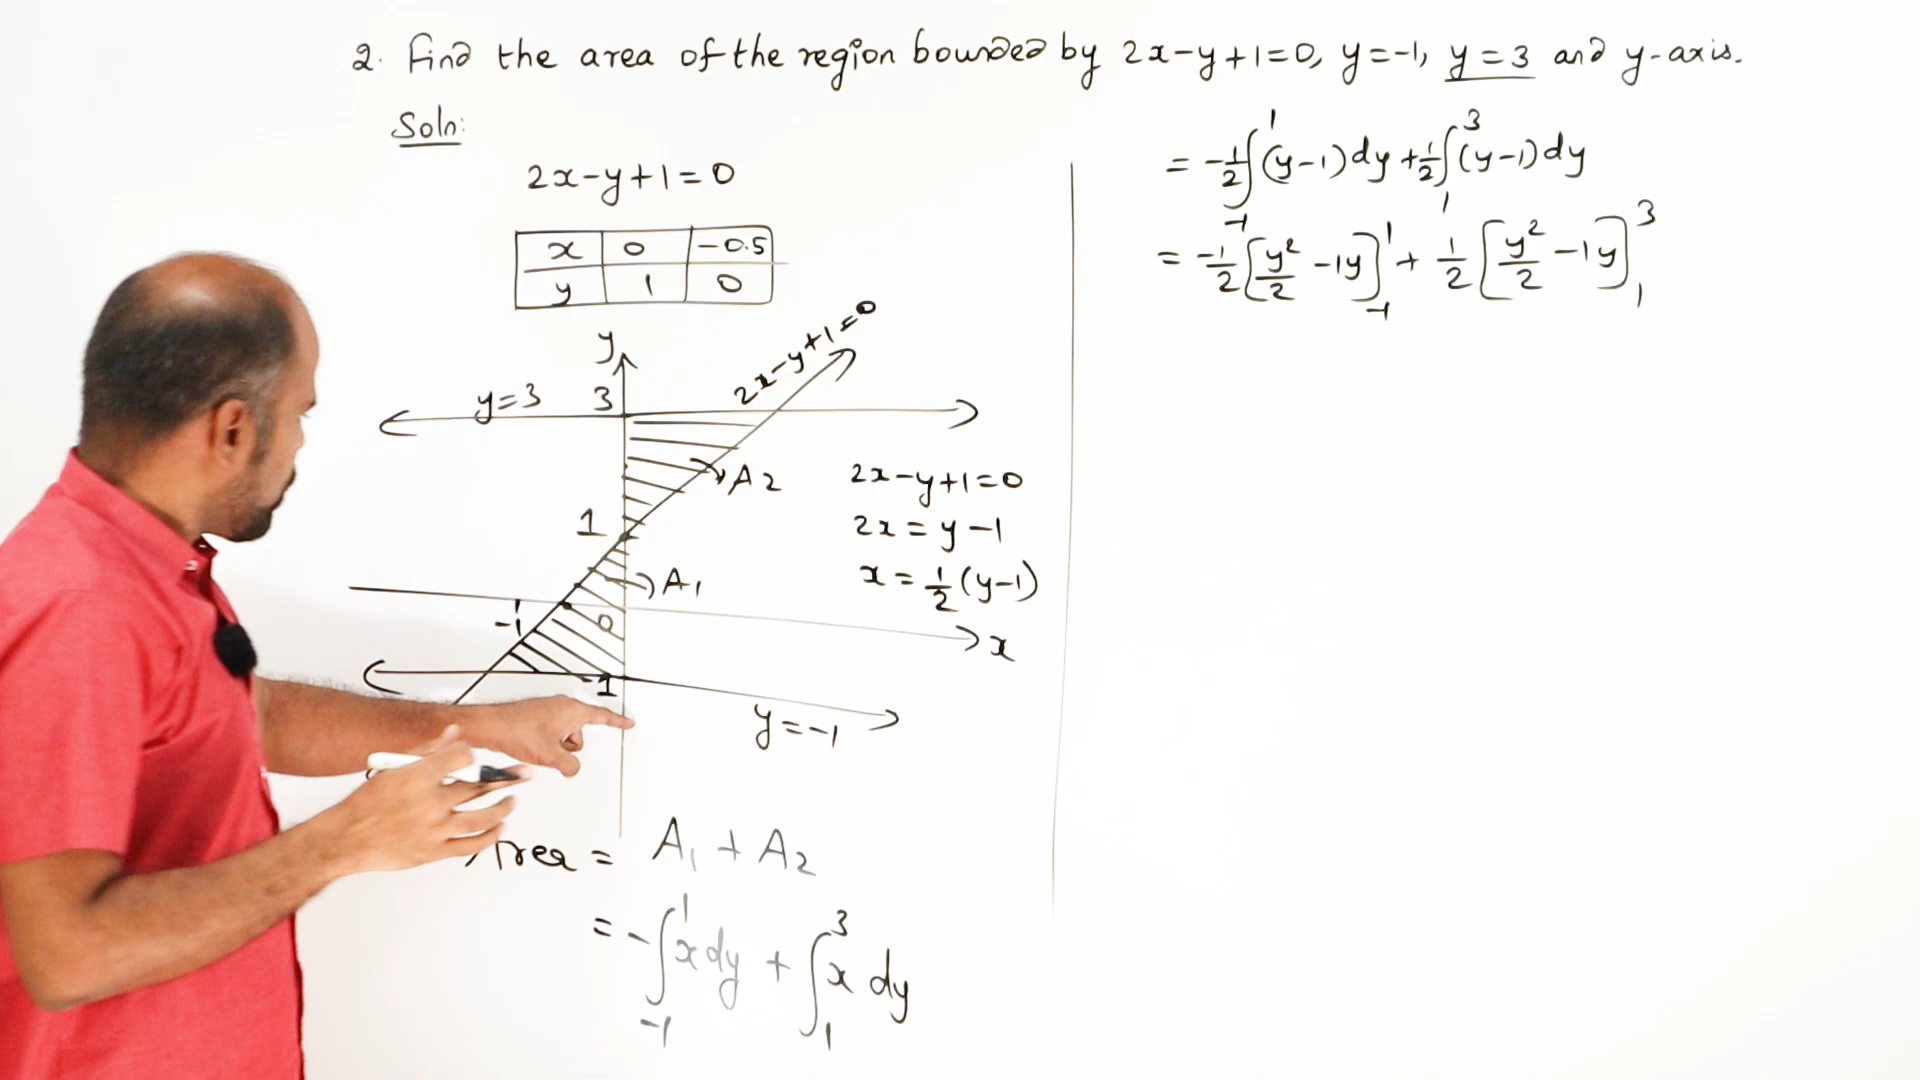 2. Find the area of the region bounded by 2x-y+1=0, y=-1, y=3 and y-axis.
Soln:
2x-y+1=0
x 0 -0.5
y 1 0
y
y=3 3
2x-y+1=0
A2
1
A1
-1 0
x
-1
y=-1
2x-y+1=0
2x=y-1
x=½(y-1)
Area = A₁+A₂
= -∫₋₁¹ x dy + ∫₁³ x dy
= -½∫₋₁¹(y-1)dy+½∫₁³(y-1)dy
= -½[y²/2 -1y]₋₁¹ + ½[y²/2 -1y]₁³